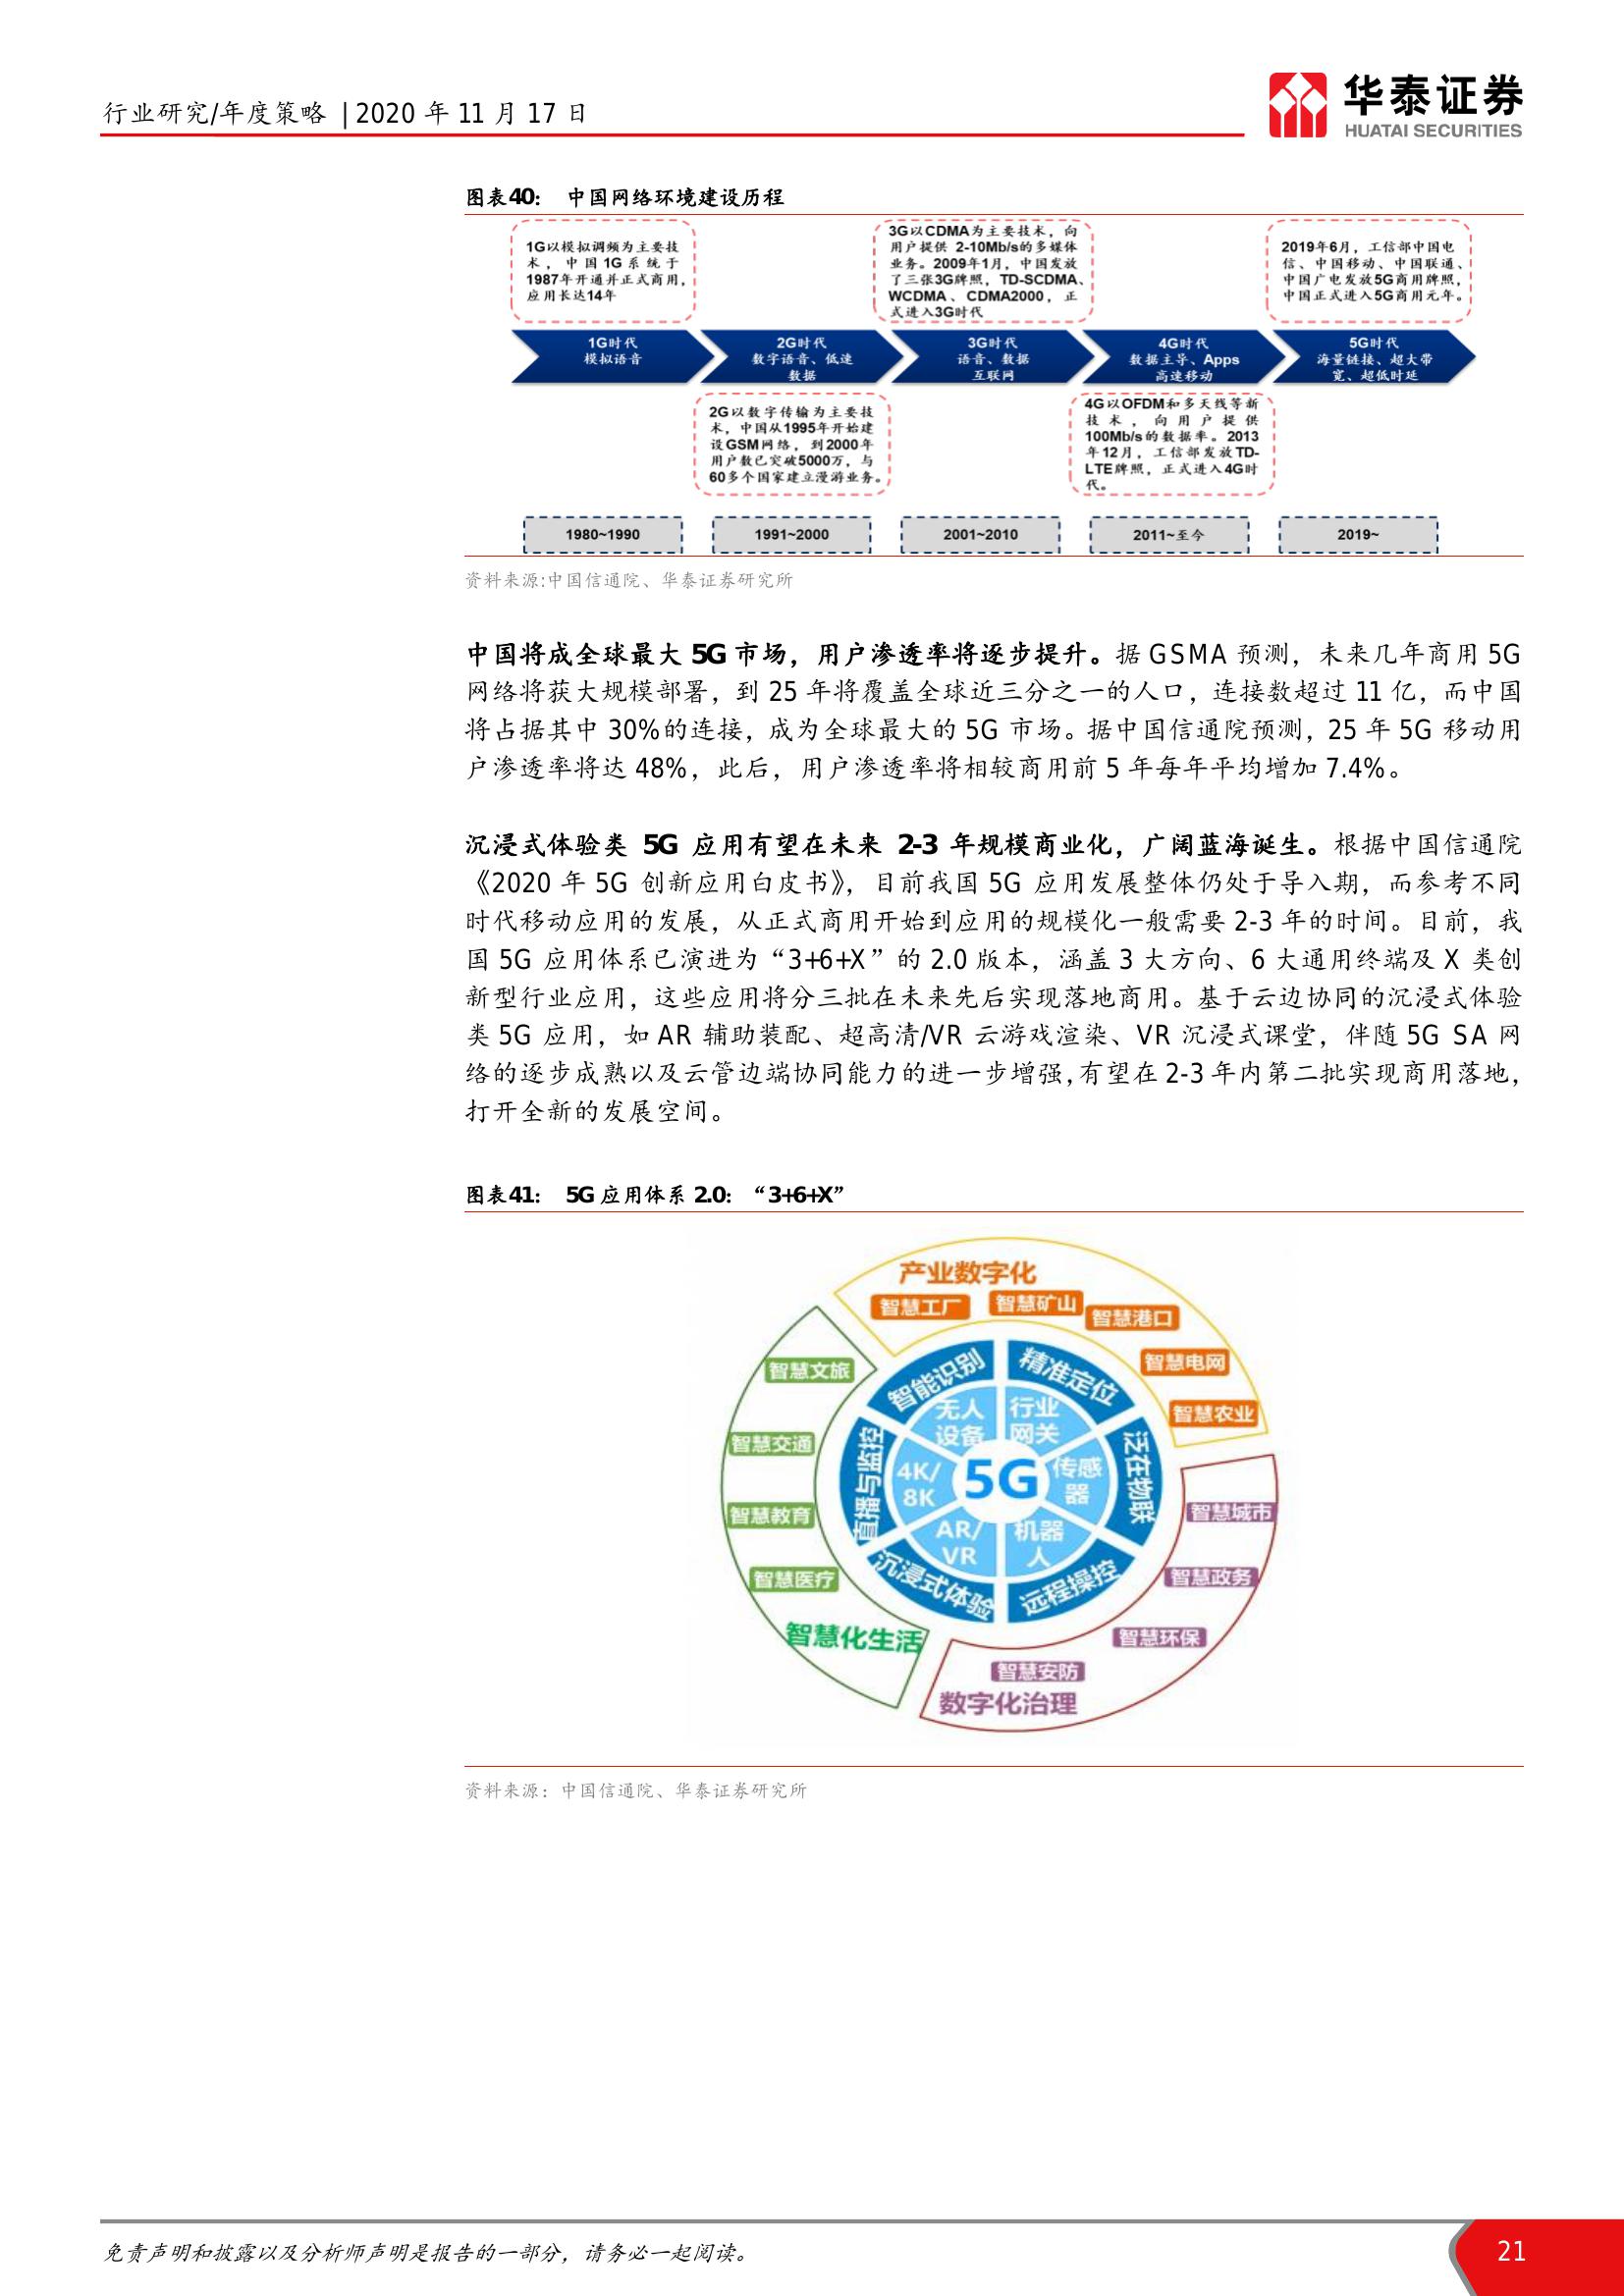 行业研究/年度策略 | 2020 年 11 月 17 日
华泰证券
HUATAI SECURITIES
图表40： 中国网络环境建设历程
1G以模拟调频为主要技
术，中国1G系统于
1987年开通并正式商用，
应用长达14年
3G以CDMA为主要技术，向
用户提供 2-10Mb/s的多媒体
业务。2009年1月，中国发放
了三张3G牌照，TD-SCDMA、
WCDMA、CDMA2000，正
式进入3G时代
2019年6月，工信部中国电
信、中国移动、中国联通、
中国广电发放5G商用牌照，
中国正式进入5G商用元年。
1G时代
模拟语音
2G时代
数字语音、低速
数据
3G时代
语音、数据
互联网
4G时代
数据主导、Apps
高速移动
5G时代
海量链接、超大带
宽、超低时延
2G以数字传输为主要技
术，中国从1995年开始建
设GSM网络，到2000年
用户数已突破5000万，与
60多个国家建立漫游业务。
4G以OFDM和多天线等新
技术，向用户提供
100Mb/s的数据率。2013
年12月，工信部发放TD-
LTE牌照，正式进入4G时
代。
1980~1990
1991~2000
2001~2010
2011~至今
2019~
资料来源:中国信通院、华泰证券研究所
中国将成全球最大 5G 市场，用户渗透率将逐步提升。据 GSMA 预测，未来几年商用 5G
网络将获大规模部署，到 25 年将覆盖全球近三分之一的人口，连接数超过 11 亿，而中国
将占据其中 30%的连接，成为全球最大的 5G 市场。据中国信通院预测，25 年 5G 移动用
户渗透率将达 48%，此后，用户渗透率将相较商用前 5 年每年平均增加 7.4%。
沉浸式体验类 5G 应用有望在未来 2-3 年规模商业化，广阔蓝海诞生。根据中国信通院
《2020 年 5G 创新应用白皮书》，目前我国 5G 应用发展整体仍处于导入期，而参考不同
时代移动应用的发展，从正式商用开始到应用的规模化一般需要 2-3 年的时间。目前，我
国 5G 应用体系已演进为“3+6+X”的 2.0 版本，涵盖 3 大方向、6 大通用终端及 X 类创
新型行业应用，这些应用将分三批在未来先后实现落地商用。基于云边协同的沉浸式体验
类 5G 应用，如 AR 辅助装配、超高清/VR 云游戏渲染、VR 沉浸式课堂，伴随 5G SA 网
络的逐步成熟以及云管边端协同能力的进一步增强,有望在 2-3 年内第二批实现商用落地，
打开全新的发展空间。
图表41： 5G 应用体系 2.0：“3+6+X”
产业数字化
智慧工厂
智慧矿山
智慧港口
智慧电网
智慧农业
智慧文旅
智慧交通
智慧教育
智慧医疗
智慧化生活
智能识别
精准定位
直播与监控
泛在物联
沉浸式体验
远程操控
无人
设备
行业
网关
4K/
8K
5G
传感
器
AR/
VR
机器
人
智慧城市
智慧政务
智慧环保
智慧安防
数字化治理
资料来源：中国信通院、华泰证券研究所
免责声明和披露以及分析师声明是报告的一部分，请务必一起阅读。
21